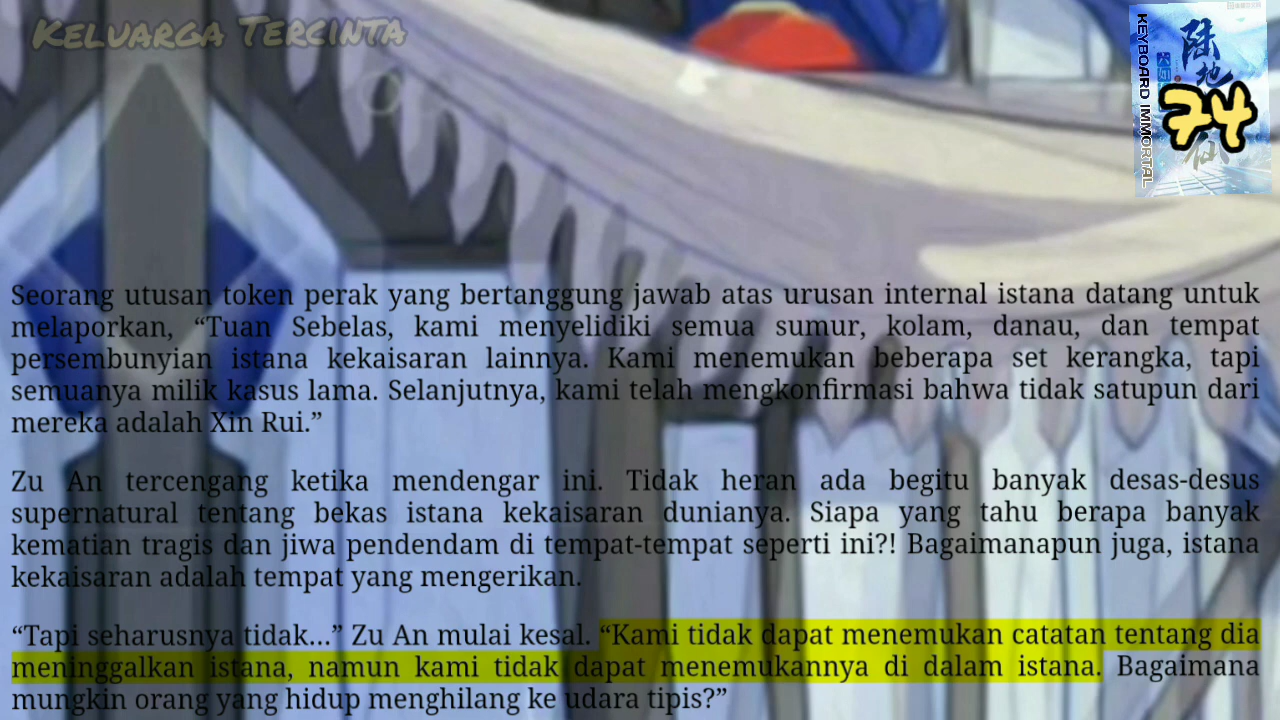 Keluarga Tercinta
KEYBOARD IMMORTAL
陆地
仙
74
Seorang utusan token perak yang bertanggung jawab atas urusan internal istana datang untuk
melaporkan, “Tuan Sebelas, kami menyelidiki semua sumur, kolam, danau, dan tempat
persembunyian istana kekaisaran lainnya. Kami menemukan beberapa set kerangka, tapi
semuanya milik kasus lama. Selanjutnya, kami telah mengkonfirmasi bahwa tidak satupun dari
mereka adalah Xin Rui.”
Zu An tercengang ketika mendengar ini. Tidak heran ada begitu banyak desas-desus
supernatural tentang bekas istana kekaisaran dunianya. Siapa yang tahu berapa banyak
kematian tragis dan jiwa pendendam di tempat-tempat seperti ini?! Bagaimanapun juga, istana
kekaisaran adalah tempat yang mengerikan.
“Tapi seharusnya tidak...” Zu An mulai kesal. “Kami tidak dapat menemukan catatan tentang dia
meninggalkan istana, namun kami tidak dapat menemukannya di dalam istana. Bagaimana
mungkin orang yang hidup menghilang ke udara tipis?”